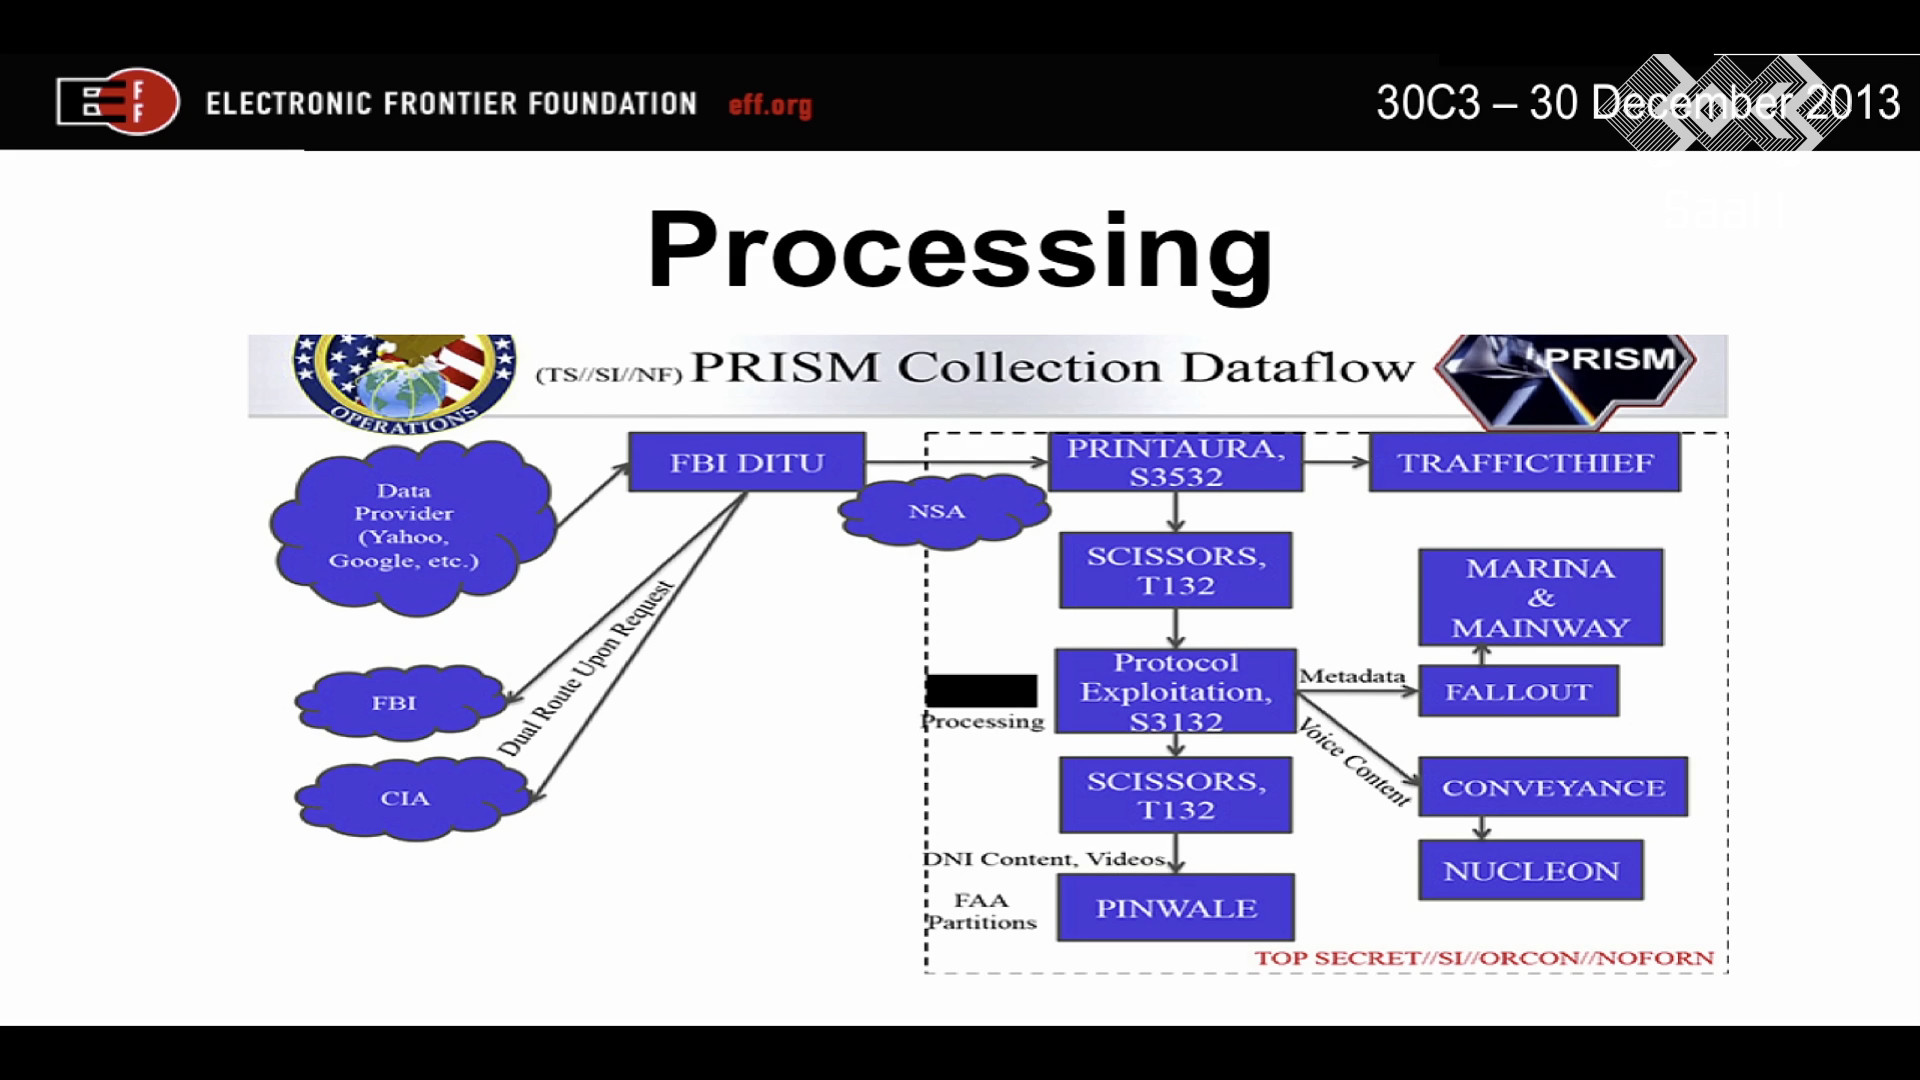 E
F
F
ELECTRONIC FRONTIER FOUNDATION eff.org
30C3 – 30 December 2013
Saal 1
Processing
OPERATIONS
(TS//SI//NF) PRISM Collection Dataflow
PRISM
Data
Provider
(Yahoo,
Google, etc.)
FBI DITU
NSA
FBI
CIA
Dual Route Upon Request
PRINTAURA,
S3532
TRAFFICTHIEF
SCISSORS,
T132
Processing
Protocol
Exploitation,
S3132
Metadata
Voice Content
MARINA
&
MAINWAY
FALLOUT
SCISSORS,
T132
CONVEYANCE
NUCLEON
DNI Content, Videos
FAA
Partitions
PINWALE
TOP SECRET//SI//ORCON//NOFORN